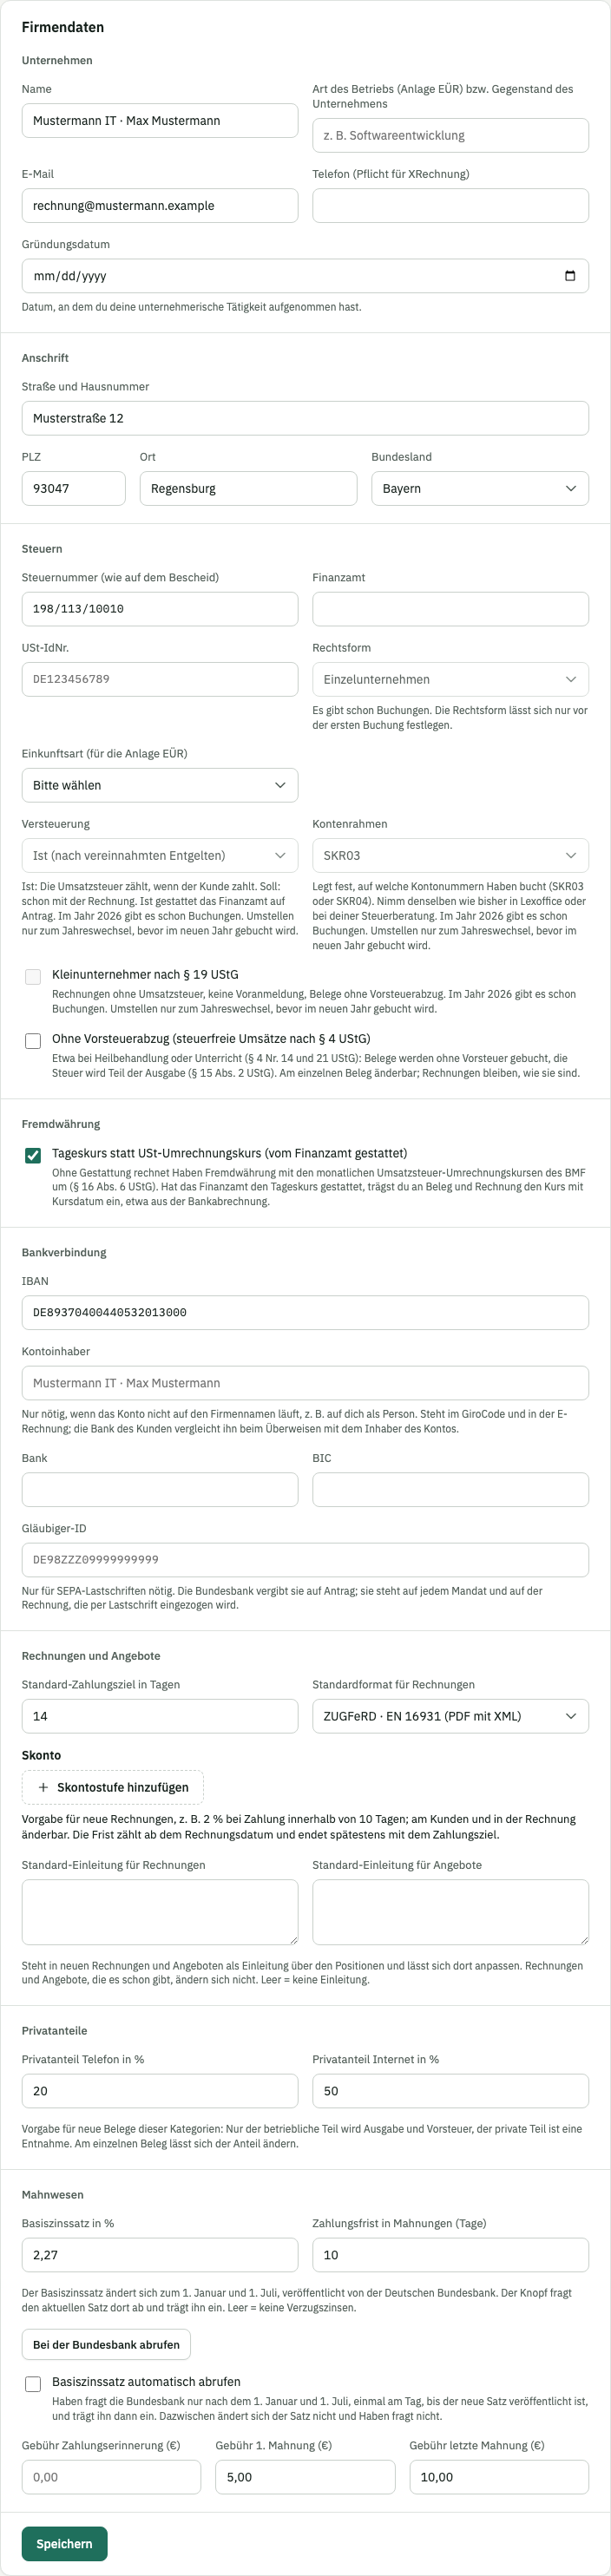 Firmendaten
Unternehmen
Name
Art des Betriebs (Anlage EÜR) bzw. Gegenstand des
Unternehmens
Mustermann IT · Max Mustermann
z. B. Softwareentwicklung
E-Mail
Telefon (Pflicht für XRechnung)
rechnung@mustermann.example
Gründungsdatum
mm/dd/yyyy
Datum, an dem du deine unternehmerische Tätigkeit aufgenommen hast.
Anschrift
Straße und Hausnummer
Musterstraße 12
PLZ
Ort
Bundesland
93047
Regensburg
Bayern
Steuern
Steuernummer (wie auf dem Bescheid)
Finanzamt
198/113/10010
USt-IdNr.
Rechtsform
DE123456789
Einzelunternehmen
Es gibt schon Buchungen. Die Rechtsform lässt sich nur vor
der ersten Buchung festlegen.
Einkunftsart (für die Anlage EÜR)
Bitte wählen
Versteuerung
Kontenrahmen
Ist (nach vereinnahmten Entgelten)
SKR03
Ist: Die Umsatzsteuer zählt, wenn der Kunde zahlt. Soll:
schon mit der Rechnung. Ist gestattet das Finanzamt auf
Antrag. Im Jahr 2026 gibt es schon Buchungen. Umstellen
nur zum Jahreswechsel, bevor im neuen Jahr gebucht wird.
Legt fest, auf welche Kontonummern Haben bucht (SKR03
oder SKR04). Nimm denselben wie bisher in Lexoffice oder
bei deiner Steuerberatung. Im Jahr 2026 gibt es schon
Buchungen. Umstellen nur zum Jahreswechsel, bevor im
neuen Jahr gebucht wird.
Kleinunternehmer nach § 19 UStG
Rechnungen ohne Umsatzsteuer, keine Voranmeldung, Belege ohne Vorsteuerabzug. Im Jahr 2026 gibt es schon
Buchungen. Umstellen nur zum Jahreswechsel, bevor im neuen Jahr gebucht wird.
Ohne Vorsteuerabzug (steuerfreie Umsätze nach § 4 UStG)
Etwa bei Heilbehandlung oder Unterricht (§ 4 Nr. 14 und 21 UStG): Belege werden ohne Vorsteuer gebucht, die
Steuer wird Teil der Ausgabe (§ 15 Abs. 2 UStG). Am einzelnen Beleg änderbar; Rechnungen bleiben, wie sie sind.
Fremdwährung
Tageskurs statt USt-Umrechnungskurs (vom Finanzamt gestattet)
Ohne Gestattung rechnet Haben Fremdwährung mit den monatlichen Umsatzsteuer-Umrechnungskursen des BMF
um (§ 16 Abs. 6 UStG). Hat das Finanzamt den Tageskurs gestattet, trägst du an Beleg und Rechnung den Kurs mit
Kursdatum ein, etwa aus der Bankabrechnung.
Bankverbindung
IBAN
DE89370400440532013000
Kontoinhaber
Mustermann IT · Max Mustermann
Nur nötig, wenn das Konto nicht auf den Firmennamen läuft, z. B. auf dich als Person. Steht im GiroCode und in der E-
Rechnung; die Bank des Kunden vergleicht ihn beim Überweisen mit dem Inhaber des Kontos.
Bank
BIC
Gläubiger-ID
DE98ZZZ09999999999
Nur für SEPA-Lastschriften nötig. Die Bundesbank vergibt sie auf Antrag; sie steht auf jedem Mandat und auf der
Rechnung, die per Lastschrift eingezogen wird.
Rechnungen und Angebote
Standard-Zahlungsziel in Tagen
Standardformat für Rechnungen
14
ZUGFeRD · EN 16931 (PDF mit XML)
Skonto
+ Skontostufe hinzufügen
Vorgabe für neue Rechnungen, z. B. 2 % bei Zahlung innerhalb von 10 Tagen; am Kunden und in der Rechnung
änderbar. Die Frist zählt ab dem Rechnungsdatum und endet spätestens mit dem Zahlungsziel.
Standard-Einleitung für Rechnungen
Standard-Einleitung für Angebote
Steht in neuen Rechnungen und Angeboten als Einleitung über den Positionen und lässt sich dort anpassen. Rechnungen
und Angebote, die es schon gibt, ändern sich nicht. Leer = keine Einleitung.
Privatanteile
Privatanteil Telefon in %
Privatanteil Internet in %
20
50
Vorgabe für neue Belege dieser Kategorien: Nur der betriebliche Teil wird Ausgabe und Vorsteuer, der private Teil ist eine
Entnahme. Am einzelnen Beleg lässt sich der Anteil ändern.
Mahnwesen
Basiszinssatz in %
Zahlungsfrist in Mahnungen (Tage)
2,27
10
Der Basiszinssatz ändert sich zum 1. Januar und 1. Juli, veröffentlicht von der Deutschen Bundesbank. Der Knopf fragt
den aktuellen Satz dort ab und trägt ihn ein. Leer = keine Verzugszinsen.
Bei der Bundesbank abrufen
Basiszinssatz automatisch abrufen
Haben fragt die Bundesbank nur nach dem 1. Januar und 1. Juli, einmal am Tag, bis der neue Satz veröffentlicht ist,
und trägt ihn dann ein. Dazwischen ändert sich der Satz nicht und Haben fragt nicht.
Gebühr Zahlungserinnerung (€)
Gebühr 1. Mahnung (€)
Gebühr letzte Mahnung (€)
0,00
5,00
10,00
Speichern